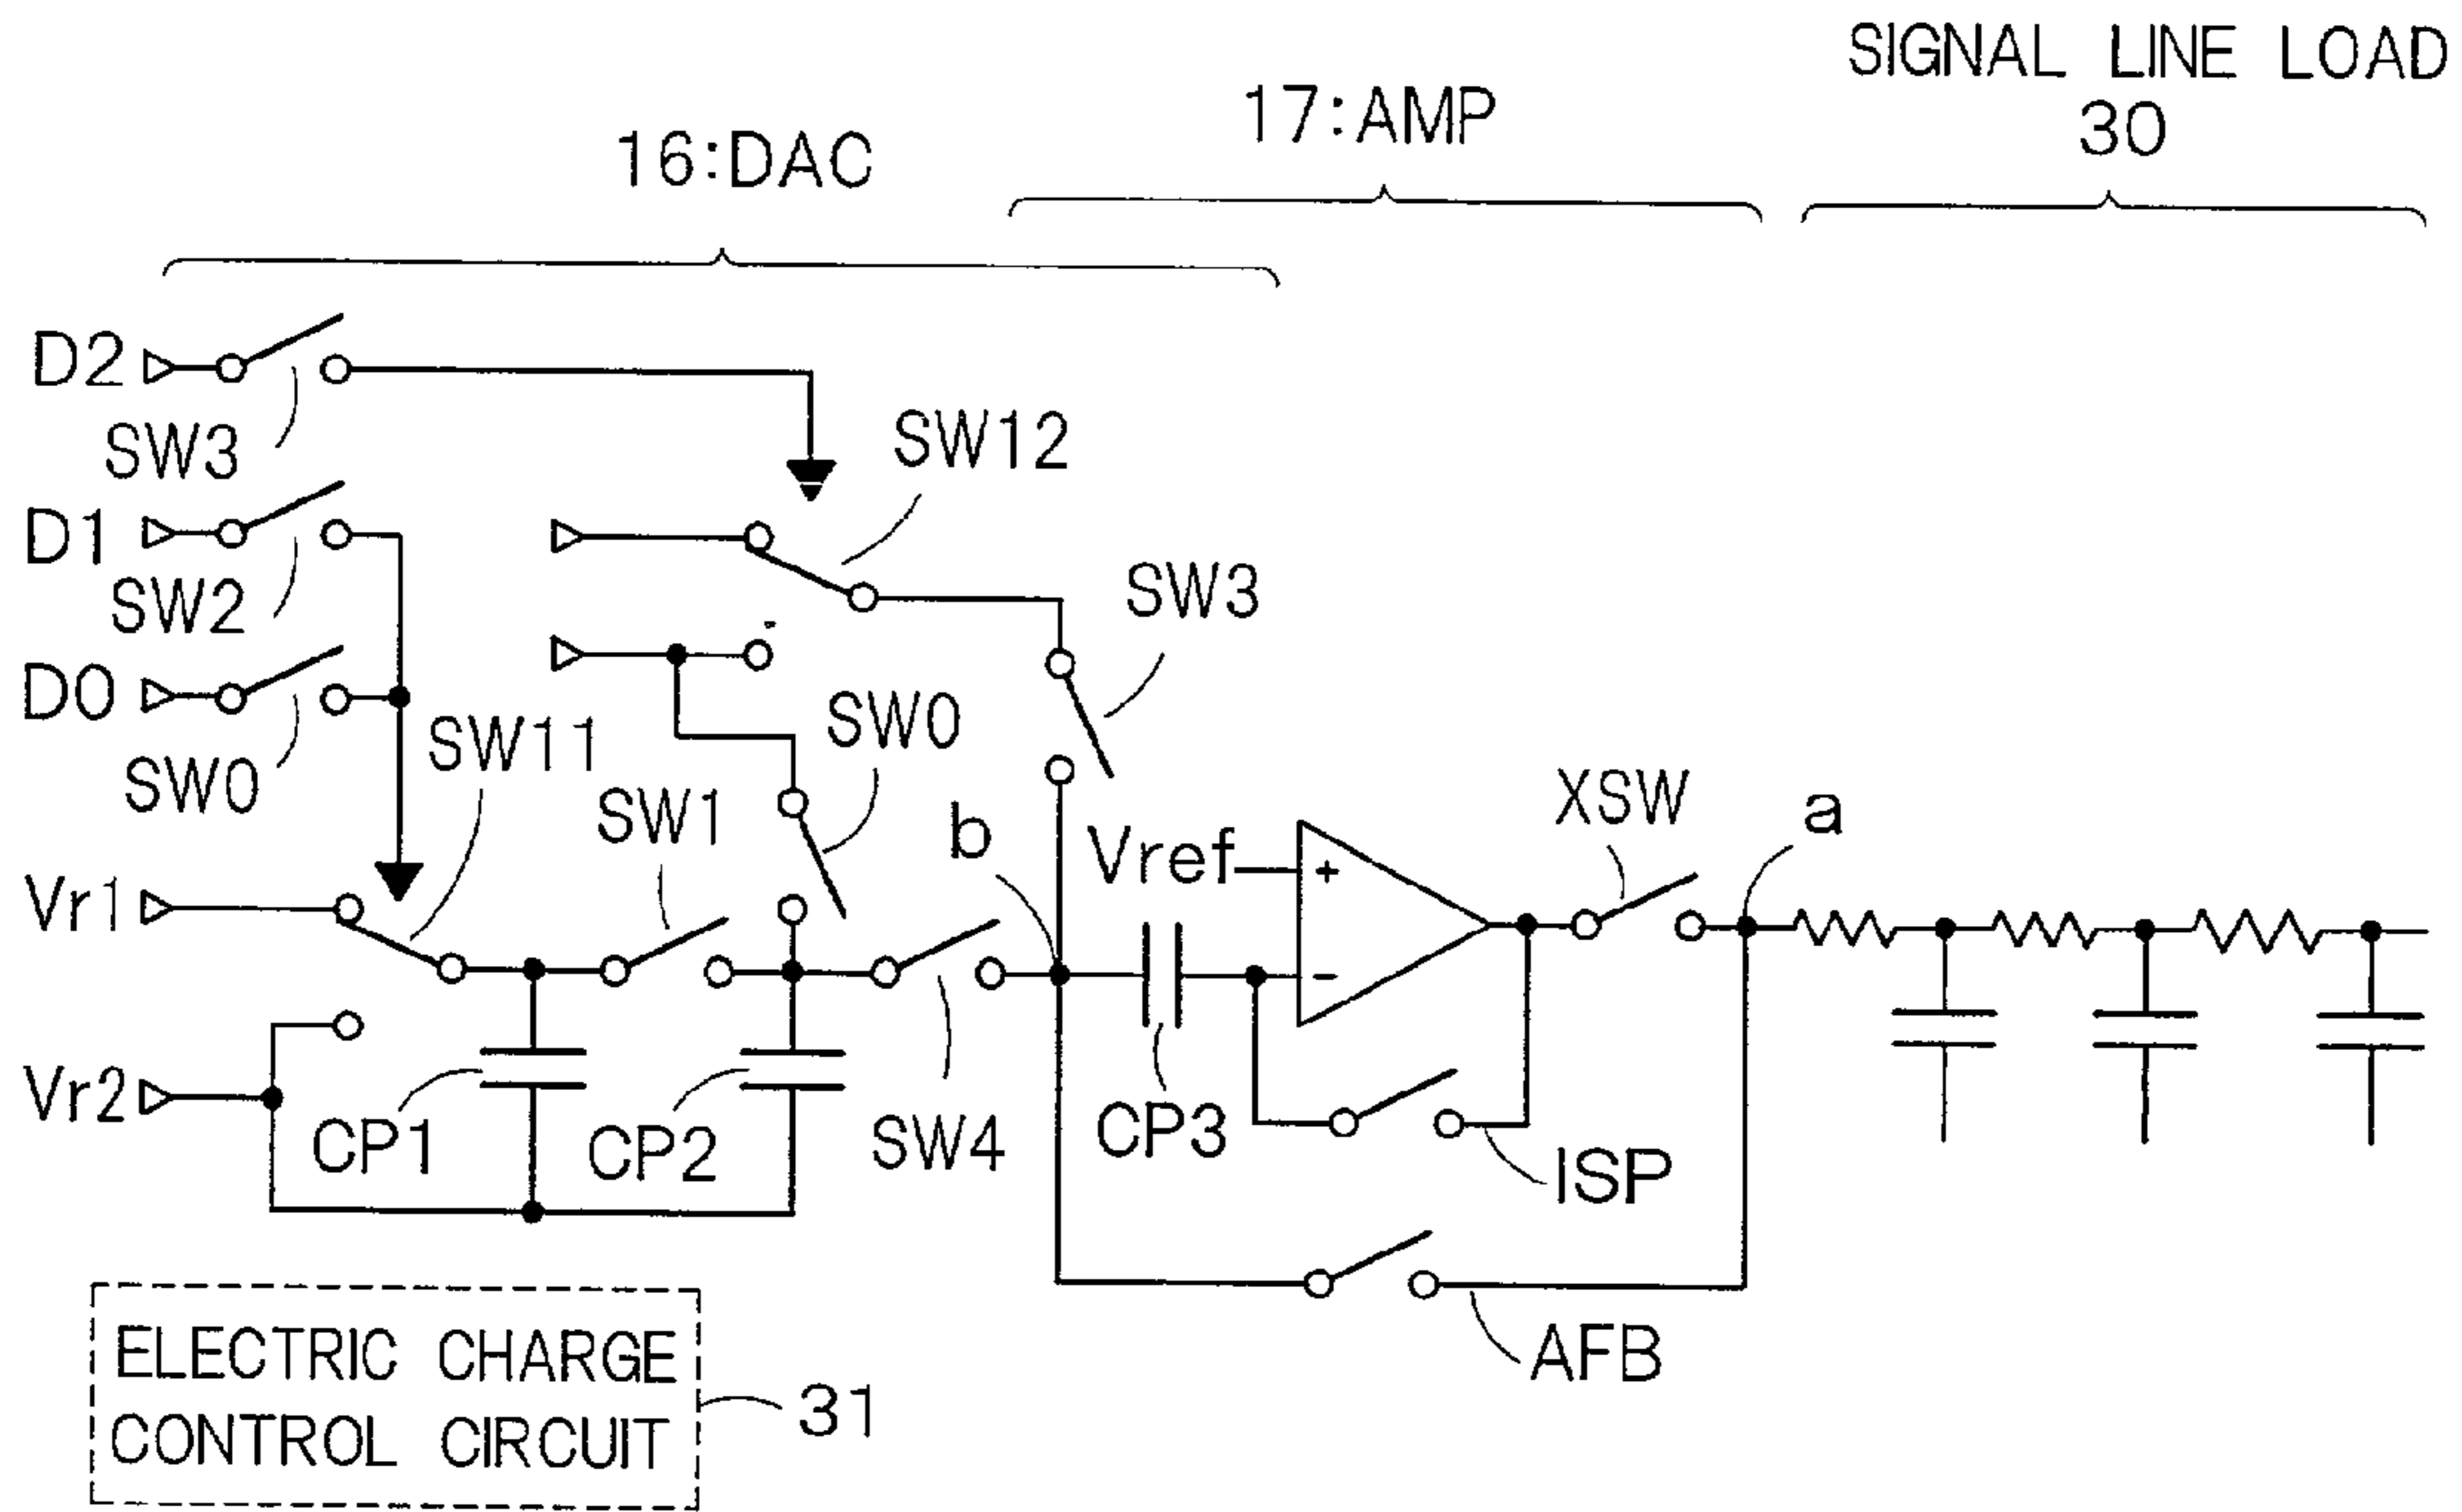 SIGNAL LINE LOAD
30
17:AMP
16:DAC
D2
SW3
SW12
D1
SW2
SW3
D0
SW0
SW11
SW0
SW1
XSW
a
b
Vref
+
-
Vr1
Vr2
CP1
CP2
SW4
CP3
ISP
AFB
ELECTRIC CHARGE
CONTROL CIRCUIT
31